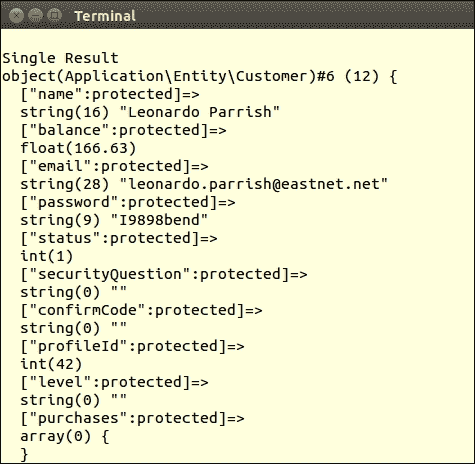 Terminal
Single Result
object(Application\Entity\Customer)#6 (12) {
  ["name":protected]=>
  string(16) "Leonardo Parrish"
  ["balance":protected]=>
  float(166.63)
  ["email":protected]=>
  string(28) "leonardo.parrish@eastnet.net"
  ["password":protected]=>
  string(9) "I9898bend"
  ["status":protected]=>
  int(1)
  ["securityQuestion":protected]=>
  string(0) ""
  ["confirmCode":protected]=>
  string(0) ""
  ["profileId":protected]=>
  int(42)
  ["level":protected]=>
  string(0) ""
  ["purchases":protected]=>
  array(0) {
  }